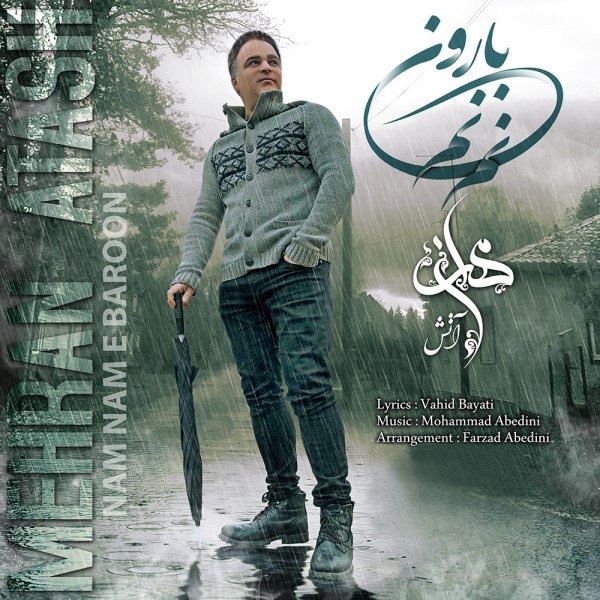 MEHRAN ATASH
NAM NAM E BAROON
نم نم
بارون
مهران
آتش
Lyrics : Vahid Bayati
Music : Mohammad Abedini
Arrangement : Farzad Abedini